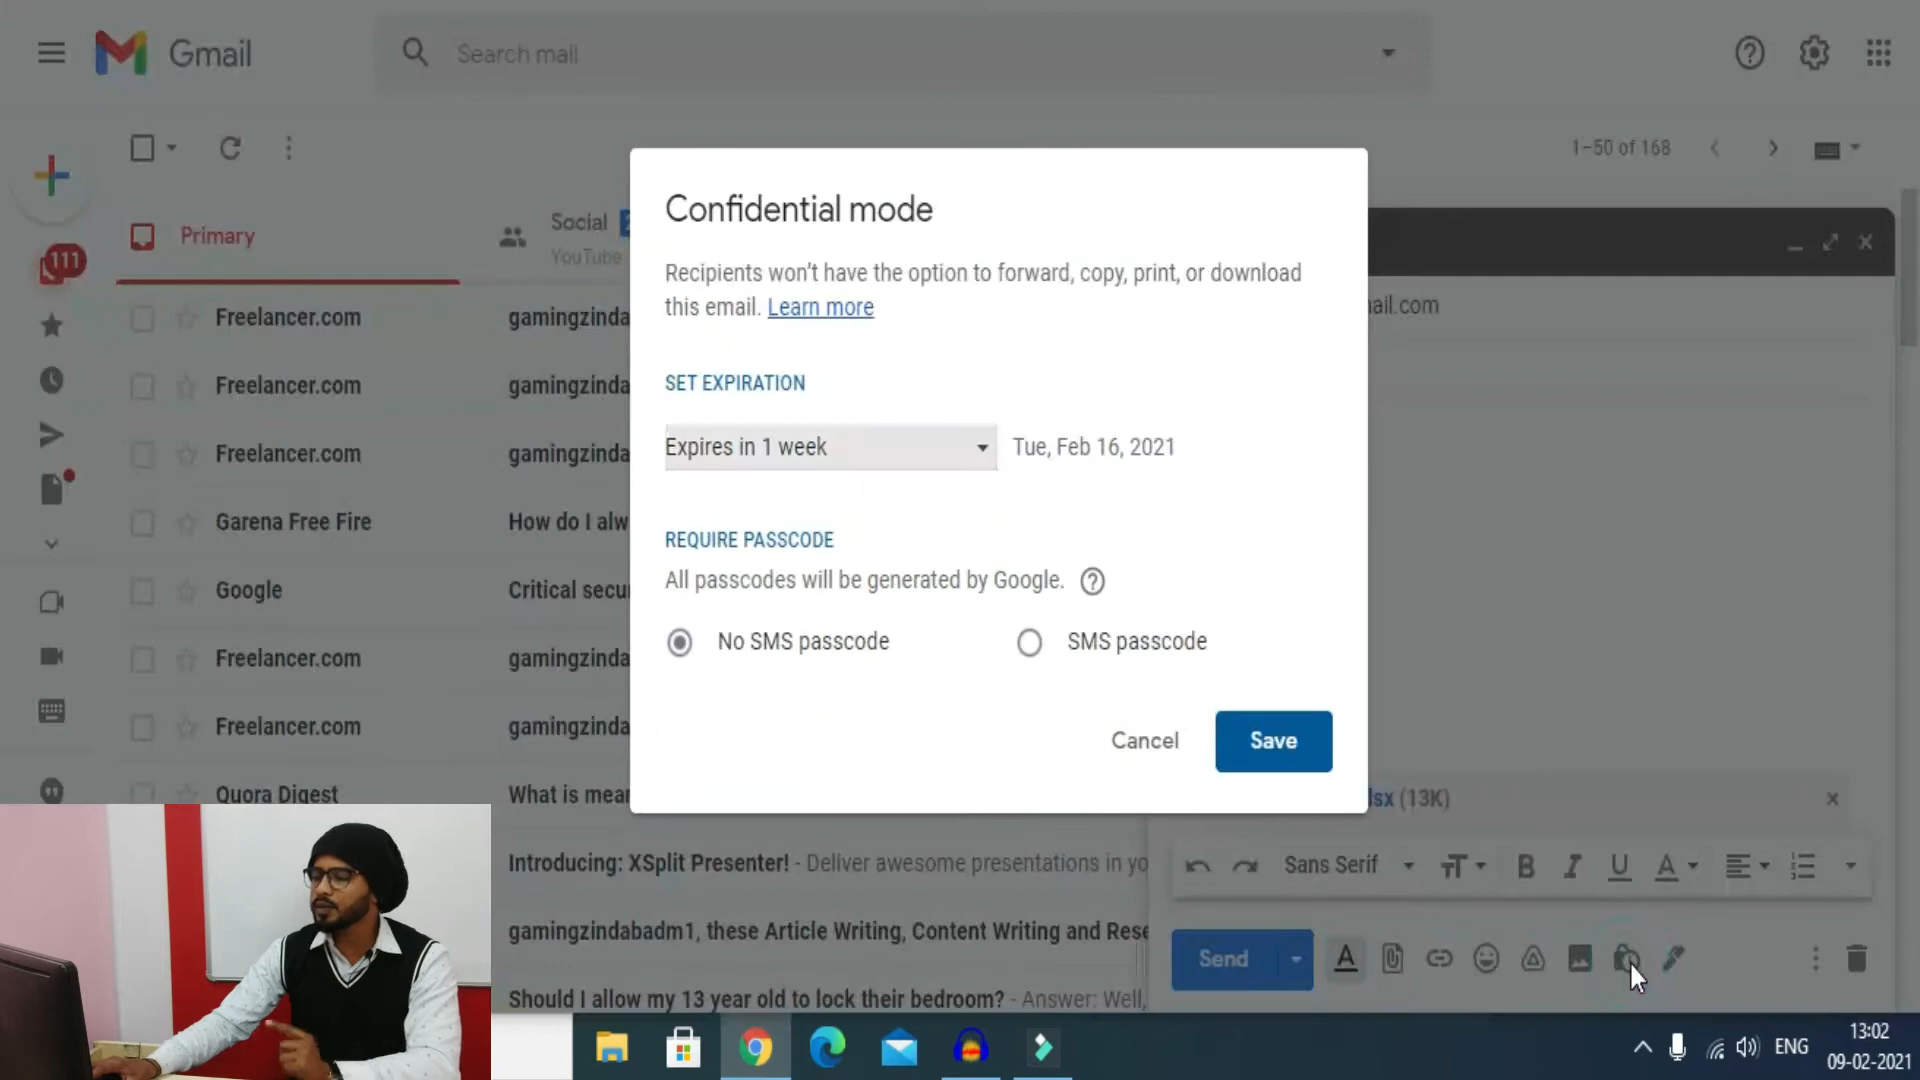 Gmail
Search mail
1–50 of 168
111
Primary
Social
YouTube
Freelancer.com gamingzinda
Freelancer.com gamingzinda
Freelancer.com gamingzinda
Garena Free Fire How do I alw
Google Critical secu
Freelancer.com gamingzinda
Freelancer.com gamingzinda
Quora Digest What is mean
Introducing: XSplit Presenter! - Deliver awesome presentations in yo
gamingzindabadm1, these Article Writing, Content Writing and Rese
Should I allow my 13 year old to lock their bedroom? - Answer: Well,
Confidential mode
Recipients won't have the option to forward, copy, print, or download
this email. Learn more
SET EXPIRATION
Expires in 1 week Tue, Feb 16, 2021
REQUIRE PASSCODE
All passcodes will be generated by Google.
No SMS passcode SMS passcode
Cancel Save
ail.com
lsx (13K)
Sans Serif
Send
ENG
13:02
09-02-2021